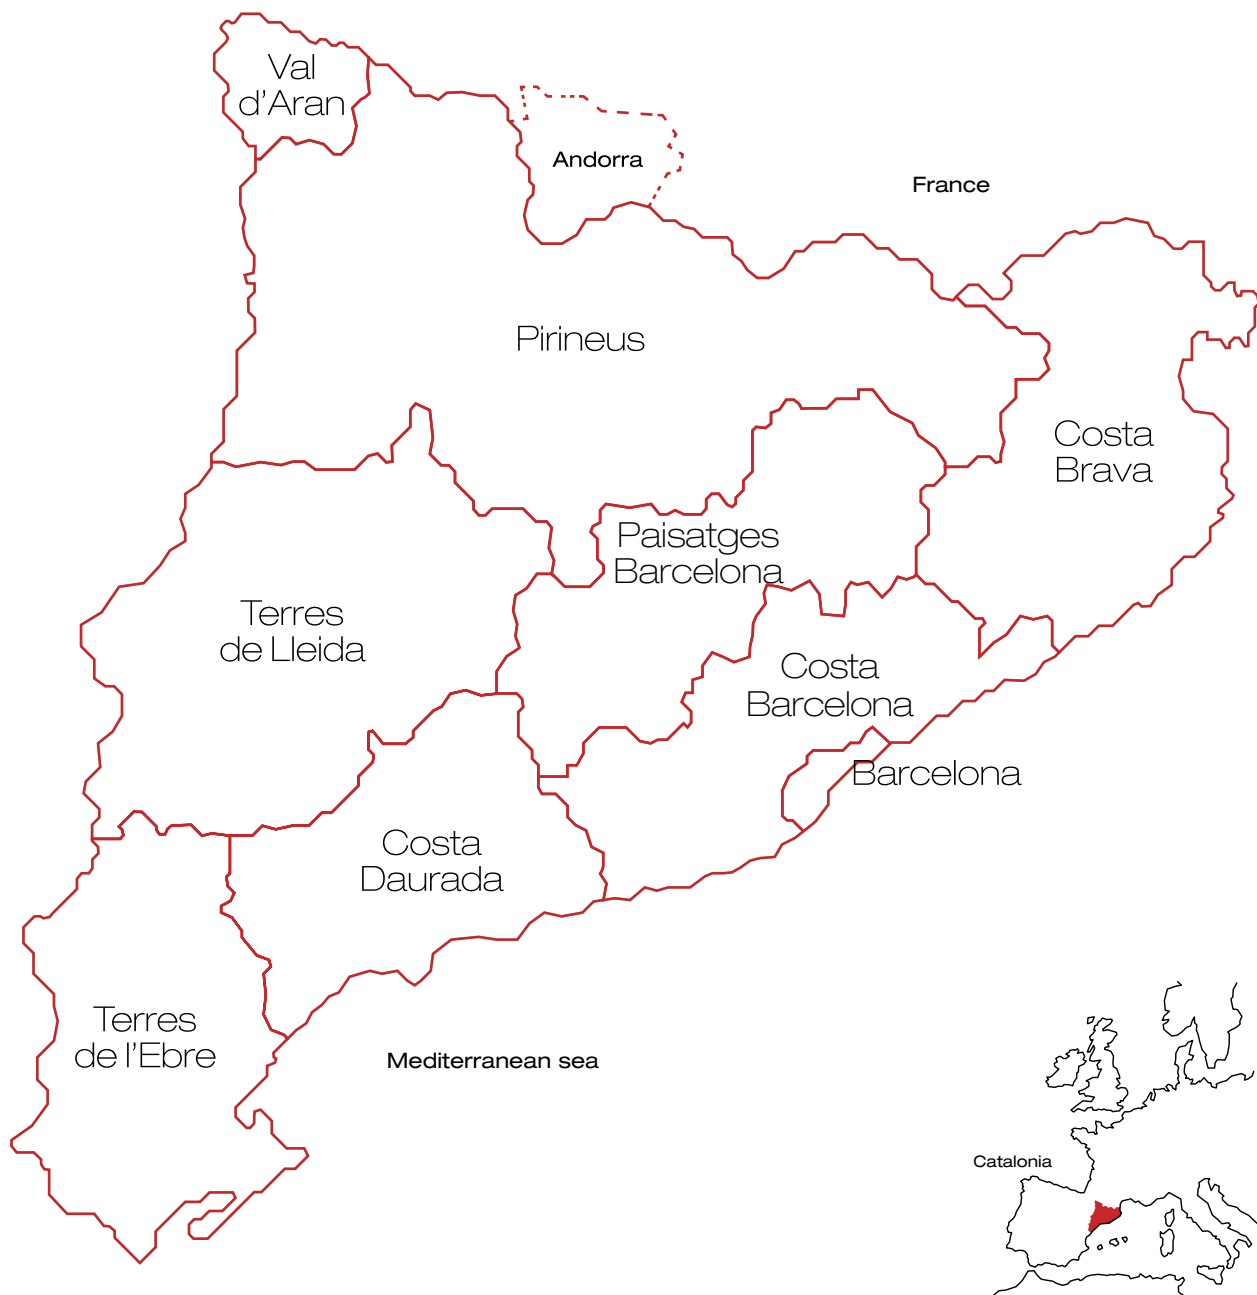 Val
d'Aran
Andorra
France
Pirineus
Costa
Brava
Paisatges
Barcelona
Terres
de Lleida
Costa
Barcelona
Barcelona
Costa
Daurada
Terres
de l'Ebre
Mediterranean sea
Catalonia